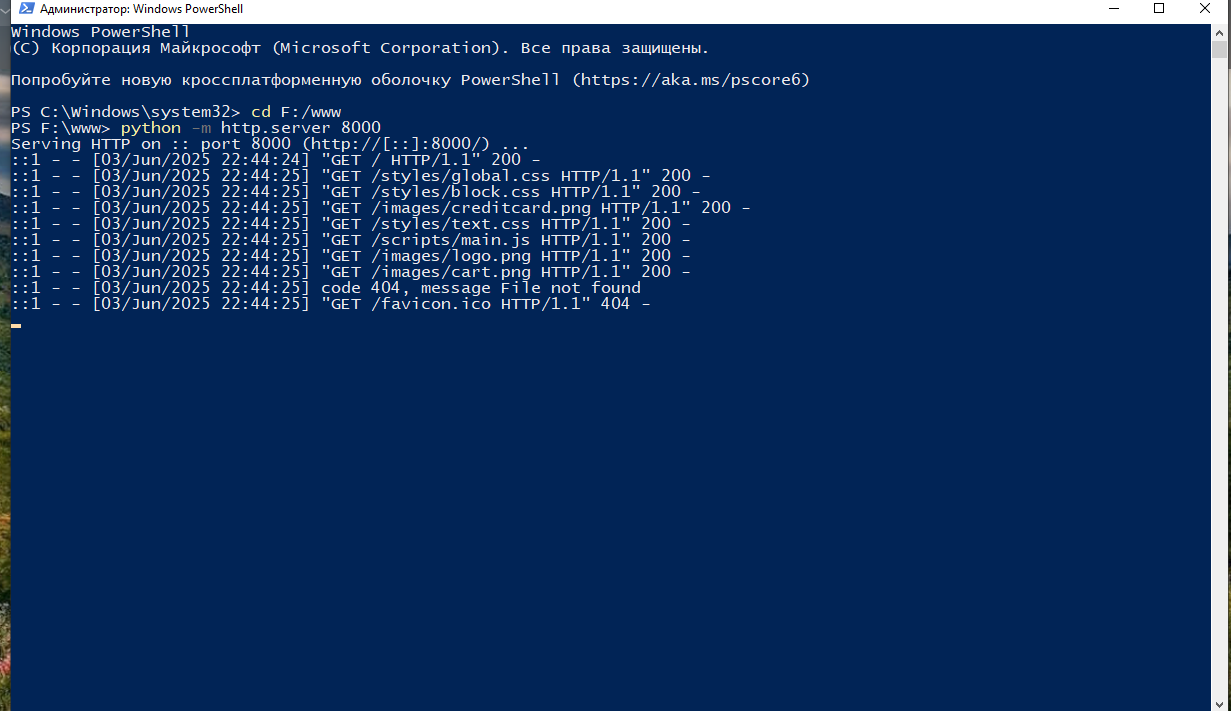 Администратор: Windows PowerShell
Windows PowerShell
(C) Корпорация Майкрософт (Microsoft Corporation). Все права защищены.
Попробуйте новую кроссплатформенную оболочку PowerShell (https://aka.ms/pscore6)
PS C:\Windows\system32> cd F:/www
PS F:\www> python -m http.server 8000
Serving HTTP on :: port 8000 (http://[::]:8000/) ...
::1 - - [03/Jun/2025 22:44:24] "GET / HTTP/1.1" 200 -
::1 - - [03/Jun/2025 22:44:25] "GET /styles/global.css HTTP/1.1" 200 -
::1 - - [03/Jun/2025 22:44:25] "GET /styles/block.css HTTP/1.1" 200 -
::1 - - [03/Jun/2025 22:44:25] "GET /images/creditcard.png HTTP/1.1" 200 -
::1 - - [03/Jun/2025 22:44:25] "GET /styles/text.css HTTP/1.1" 200 -
::1 - - [03/Jun/2025 22:44:25] "GET /scripts/main.js HTTP/1.1" 200 -
::1 - - [03/Jun/2025 22:44:25] "GET /images/logo.png HTTP/1.1" 200 -
::1 - - [03/Jun/2025 22:44:25] "GET /images/cart.png HTTP/1.1" 200 -
::1 - - [03/Jun/2025 22:44:25] code 404, message File not found
::1 - - [03/Jun/2025 22:44:25] "GET /favicon.ico HTTP/1.1" 404 -